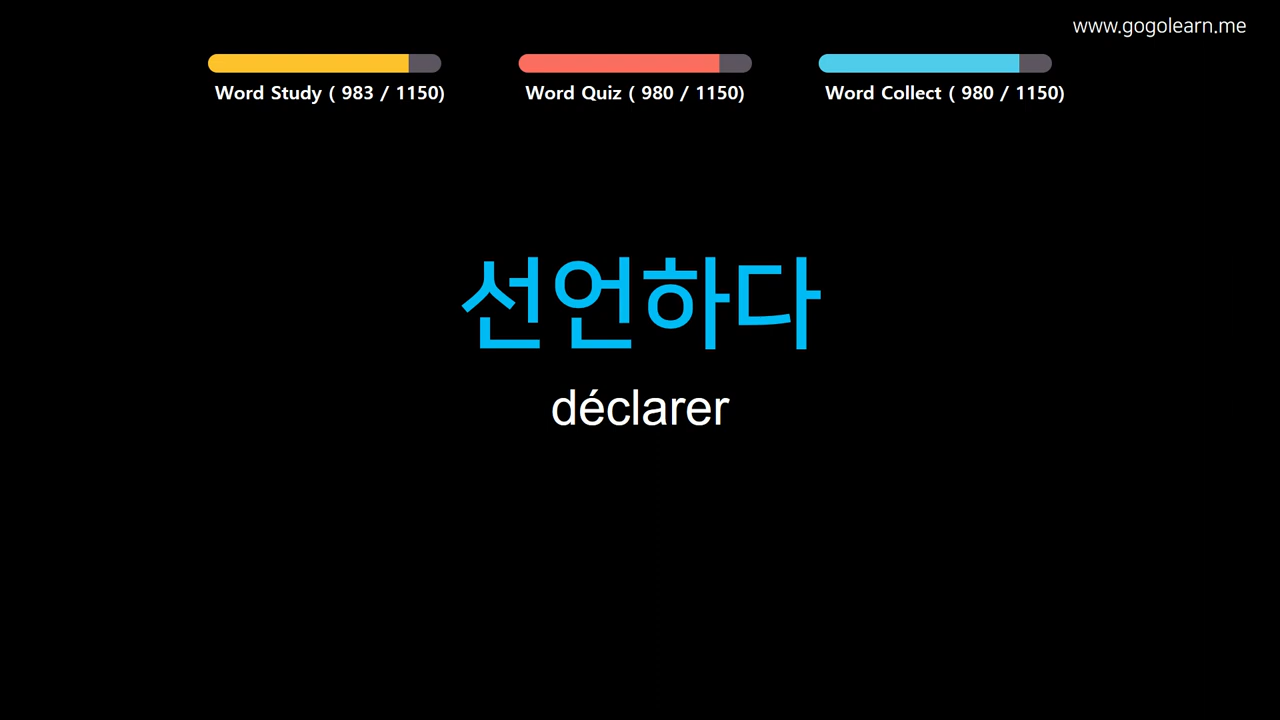 www.gogolearn.me
Word Study ( 983 / 1150)
Word Quiz ( 980 / 1150)
Word Collect ( 980 / 1150)
선언하다
déclarer